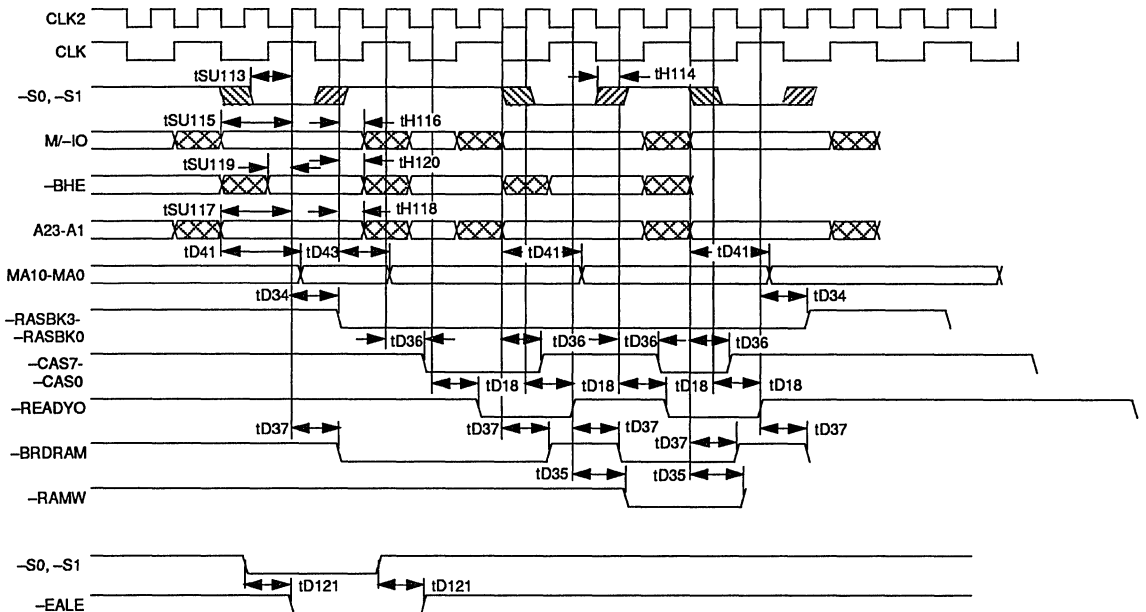 CLK2
CLK
tSU113
tH114
–S0, –S1
tSU115
tH116
M/–IO
tSU119
tH120
–BHE
tSU117
tH118
A23-A1
tD41
tD43
tD41
tD41
MA10-MA0
tD34
tD34
–RASBK3-
–RASBK0
tD36
tD36
tD36
tD36
–CAS7-
–CAS0
tD18
tD18
tD18
tD18
–READYO
tD37
tD37
tD37
tD37
tD37
–BRDRAM
tD35
tD35
–RAMW
–S0, –S1
tD121
tD121
–EALE